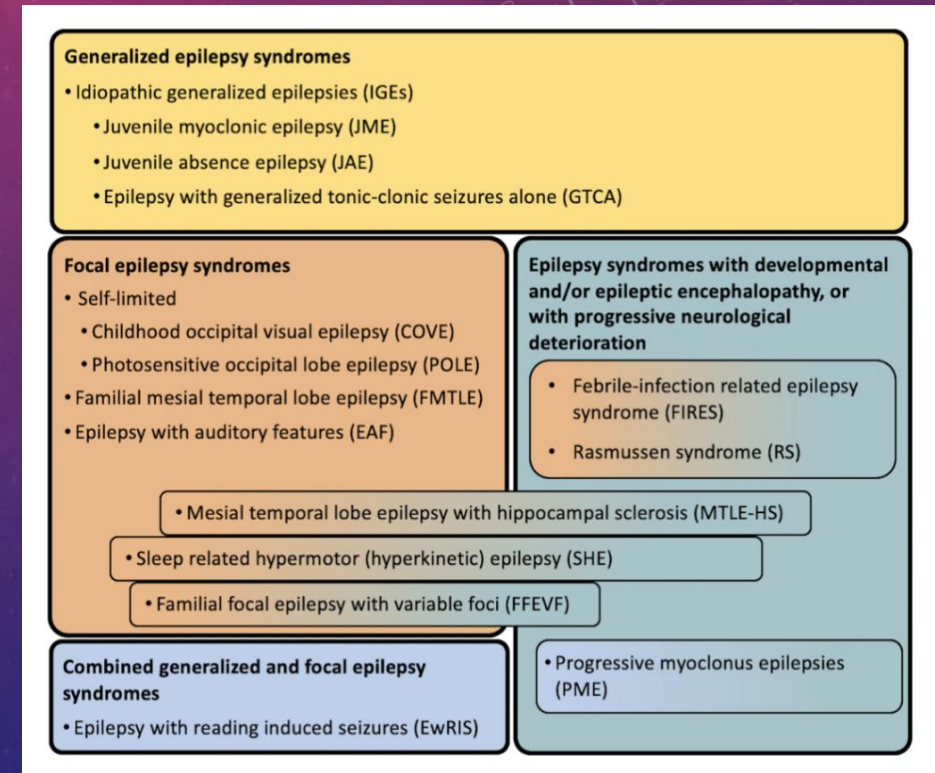 Generalized epilepsy syndromes
• Idiopathic generalized epilepsies (IGEs)
• Juvenile myoclonic epilepsy (JME)
• Juvenile absence epilepsy (JAE)
• Epilepsy with generalized tonic-clonic seizures alone (GTCA)
Focal epilepsy syndromes
• Self-limited
• Childhood occipital visual epilepsy (COVE)
• Photosensitive occipital lobe epilepsy (POLE)
• Familial mesial temporal lobe epilepsy (FMTLE)
• Epilepsy with auditory features (EAF)
Epilepsy syndromes with developmental
and/or epileptic encephalopathy, or
with progressive neurological
deterioration
• Febrile-infection related epilepsy
syndrome (FIRES)
• Rasmussen syndrome (RS)
• Mesial temporal lobe epilepsy with hippocampal sclerosis (MTLE-HS)
• Sleep related hypermotor (hyperkinetic) epilepsy (SHE)
• Familial focal epilepsy with variable foci (FFEVF)
Combined generalized and focal epilepsy
syndromes
• Epilepsy with reading induced seizures (EwRIS)
• Progressive myoclonus epilepsies
(PME)